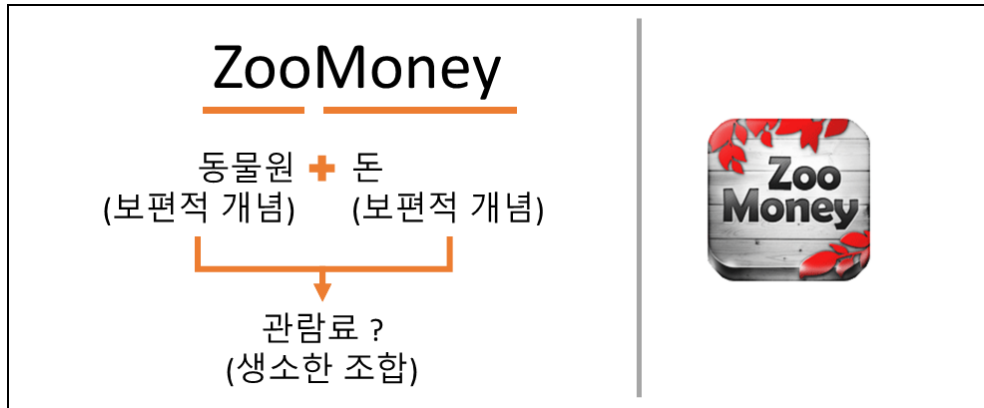 ZooMoney
동물원 + 돈
(보편적 개념) (보편적 개념)
관람료 ?
(생소한 조합)
Zoo
Money